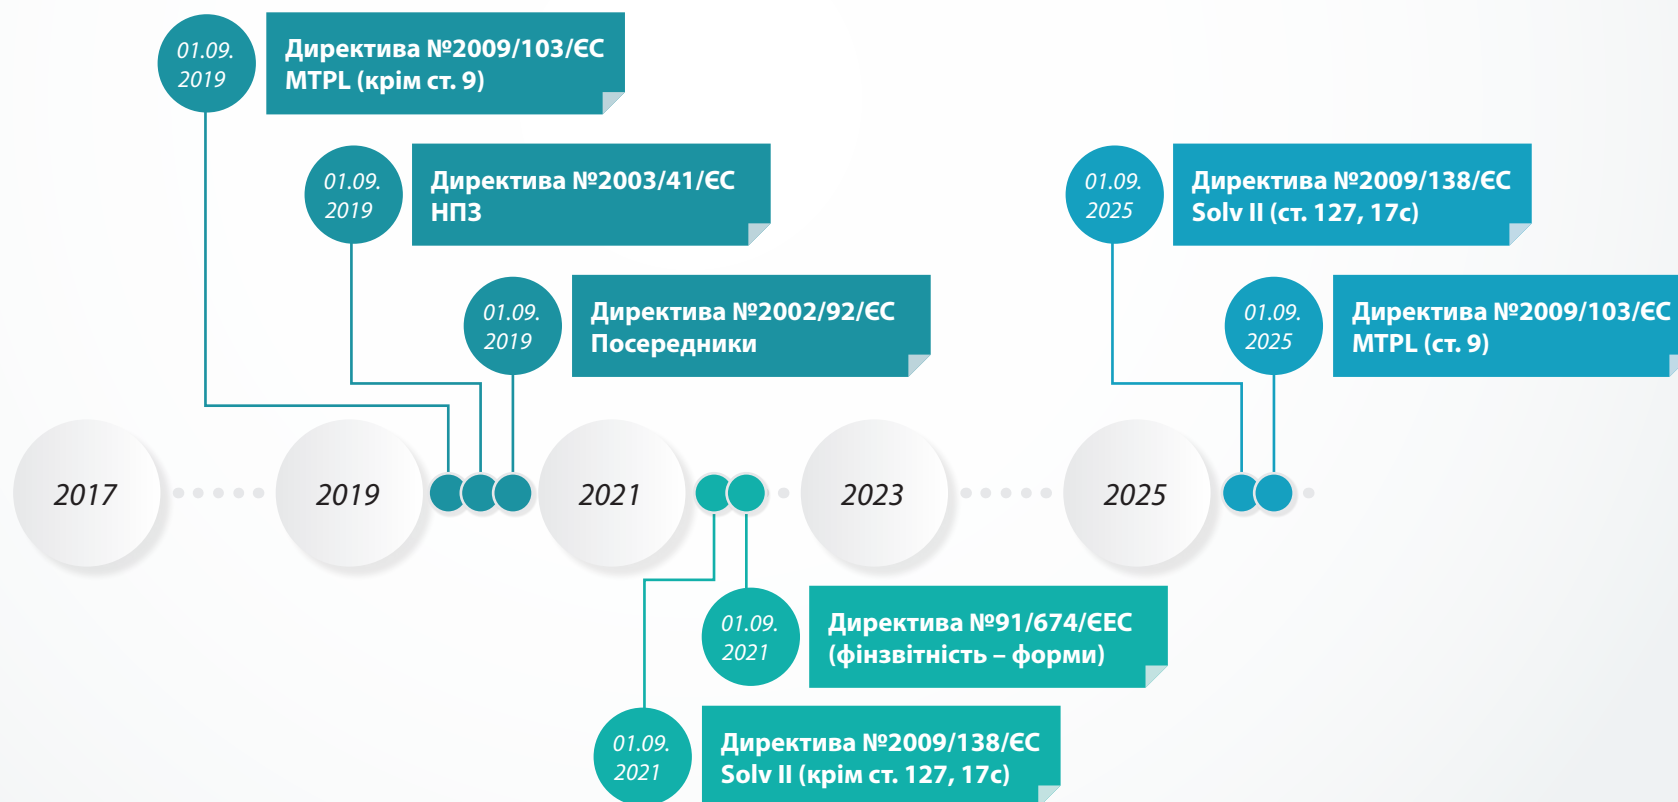 01.09.
2019
Директива №2009/103/ЄС
MTPL (крім ст. 9)
01.09.
2019
Директива №2003/41/ЄС
НПЗ
01.09.
2025
Директива №2009/138/ЄС
Solv II (ст. 127, 17c)
01.09.
2019
Директива №2002/92/ЄС
Посередники
01.09.
2025
Директива №2009/103/ЄС
MTPL (ст. 9)
2017
2019
2021
2023
2025
01.09.
2021
Директива №91/674/ЄЕС
(фінзвітність – форми)
01.09.
2021
Директива №2009/138/ЄС
Solv II (крім ст. 127, 17c)